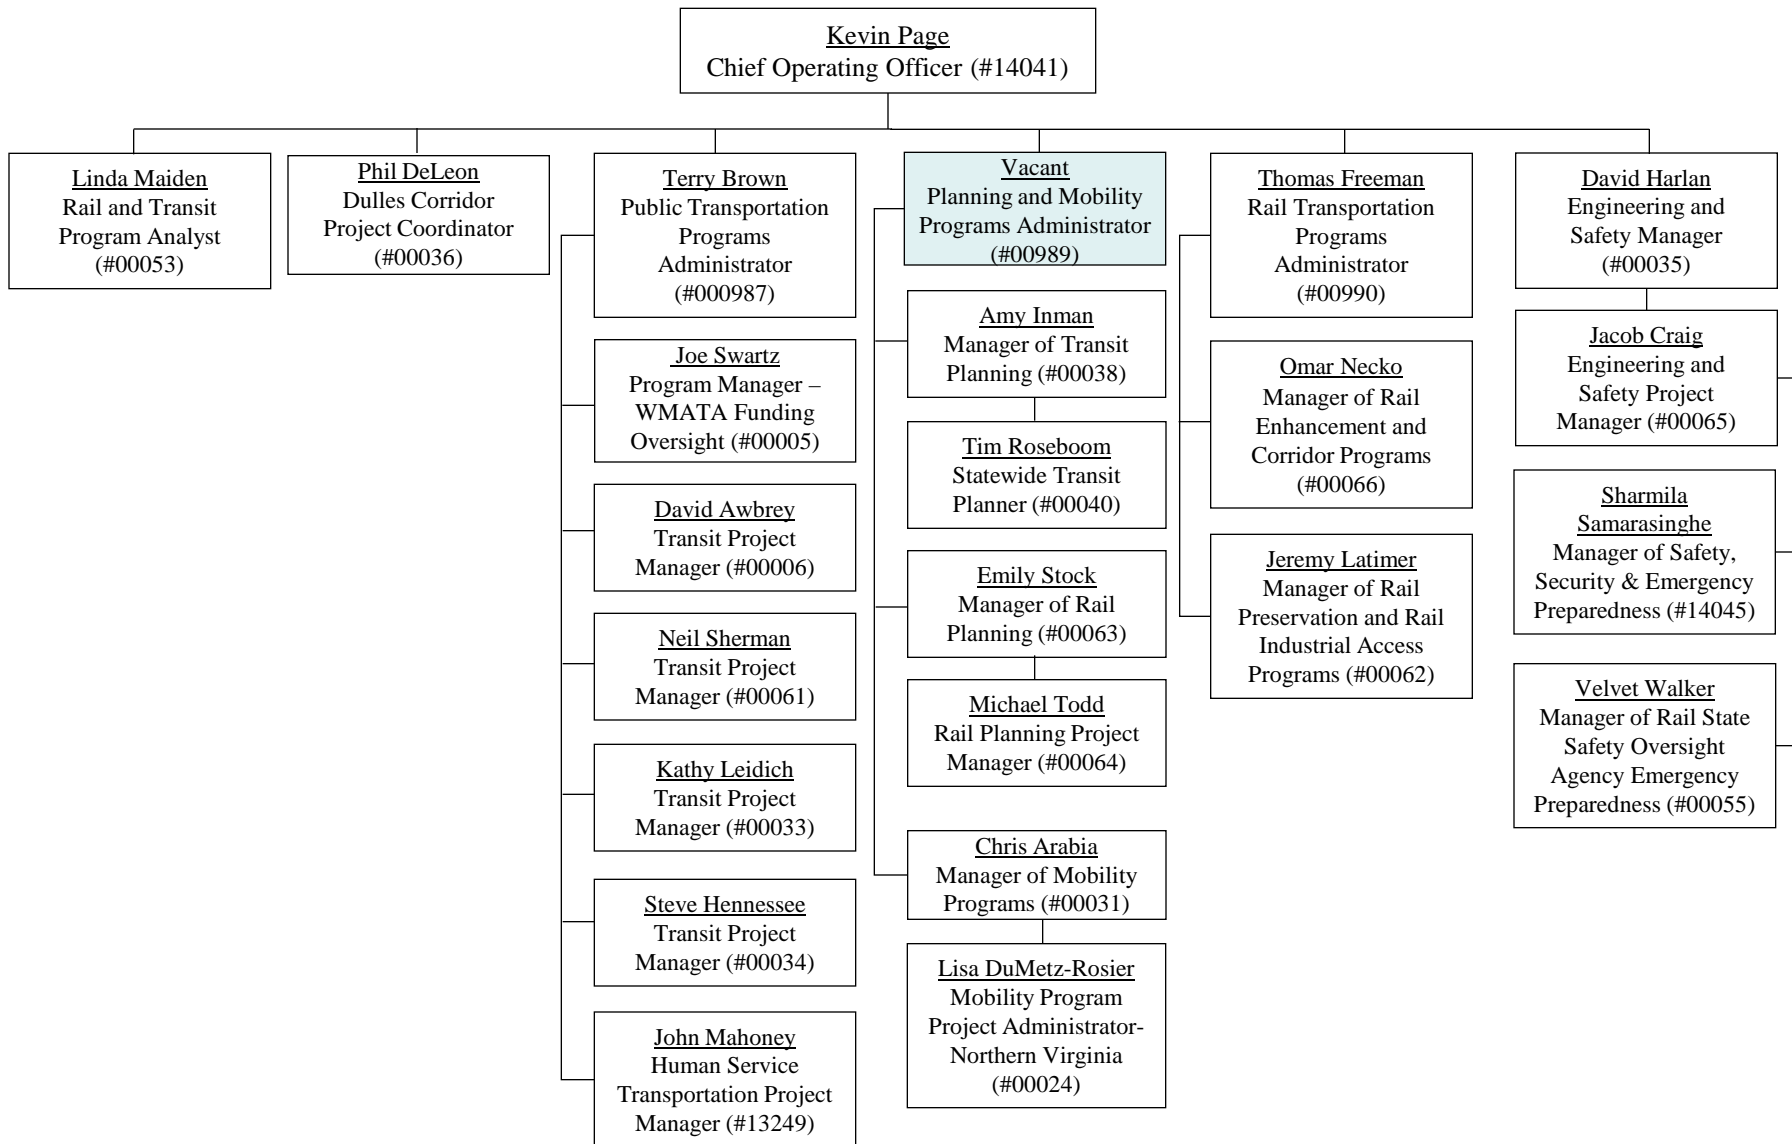 Kevin Page
Chief Operating Officer (#14041)
Linda Maiden
Rail and Transit
Program Analyst
(#00053)
Phil DeLeon
Dulles Corridor
Project Coordinator
(#00036)
Terry Brown
Public Transportation
Programs
Administrator
(#000987)
Joe Swartz
Program Manager –
WMATA Funding
Oversight (#00005)
David Awbrey
Transit Project
Manager (#00006)
Neil Sherman
Transit Project
Manager (#00061)
Kathy Leidich
Transit Project
Manager (#00033)
Steve Hennessee
Transit Project
Manager (#00034)
John Mahoney
Human Service
Transportation Project
Manager (#13249)
Vacant
Planning and Mobility
Programs Administrator
(#00989)
Amy Inman
Manager of Transit
Planning (#00038)
Tim Roseboom
Statewide Transit
Planner (#00040)
Emily Stock
Manager of Rail
Planning (#00063)
Michael Todd
Rail Planning Project
Manager (#00064)
Chris Arabia
Manager of Mobility
Programs (#00031)
Lisa DuMetz-Rosier
Mobility Program
Project Administrator-
Northern Virginia
(#00024)
Thomas Freeman
Rail Transportation
Programs
Administrator
(#00990)
Omar Necko
Manager of Rail
Enhancement and
Corridor Programs
(#00066)
Jeremy Latimer
Manager of Rail
Preservation and Rail
Industrial Access
Programs (#00062)
David Harlan
Engineering and
Safety Manager
(#00035)
Jacob Craig
Engineering and
Safety Project
Manager (#00065)
Sharmila
Samarasinghe
Manager of Safety,
Security & Emergency
Preparedness (#14045)
Velvet Walker
Manager of Rail State
Safety Oversight
Agency Emergency
Preparedness (#00055)